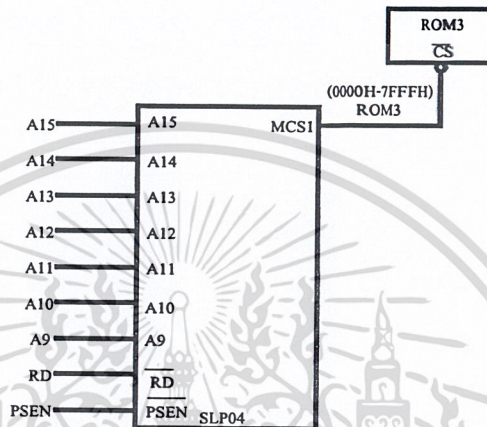 ROM3
CS
(0000H-7FFFH)
ROM3
A15 A15 MCS1
A14 A14
A13 A13
A12 A12
A11 A11
A10 A10
A9 A9
RD RD
PSEN PSEN SLP04